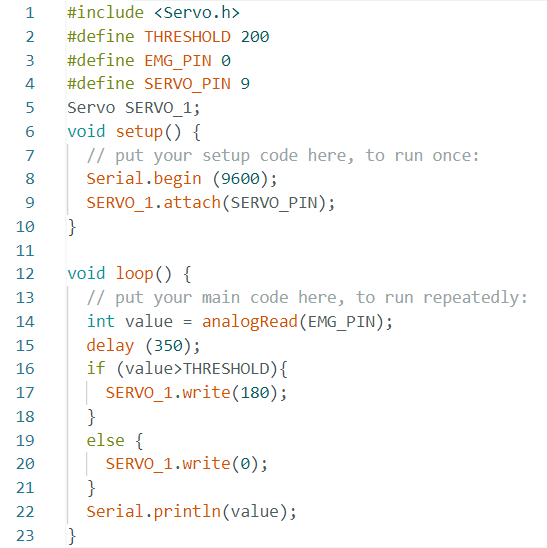 1 #include <Servo.h>
2 #define THRESHOLD 200
3 #define EMG_PIN 0
4 #define SERVO_PIN 9
5 Servo SERVO_1;
6 void setup() {
7 // put your setup code here, to run once:
8 Serial.begin (9600);
9 SERVO_1.attach(SERVO_PIN);
10 }
11
12 void loop() {
13 // put your main code here, to run repeatedly:
14 int value = analogRead(EMG_PIN);
15 delay (350);
16 if (value>THRESHOLD){
17 SERVO_1.write(180);
18 }
19 else {
20 SERVO_1.write(0);
21 }
22 Serial.println(value);
23 }